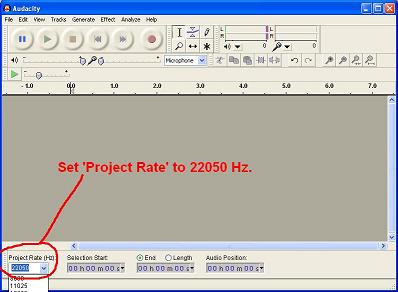 Audacity
File Edit View Tracks Generate Effect Analyze Help
L
R
0
L
R
0
Microphone
- 1.0 0.0 1.0 2.0 3.0 4.0 5.0 6.0 7.0
Set 'Project Rate' to 22050 Hz.
Project Rate (Hz):
Selection Start:
End
Length
Audio Position:
22050
00 h 00 m 00 s
00 h 00 m 00 s
00 h 00 m 00 s
8000
11025